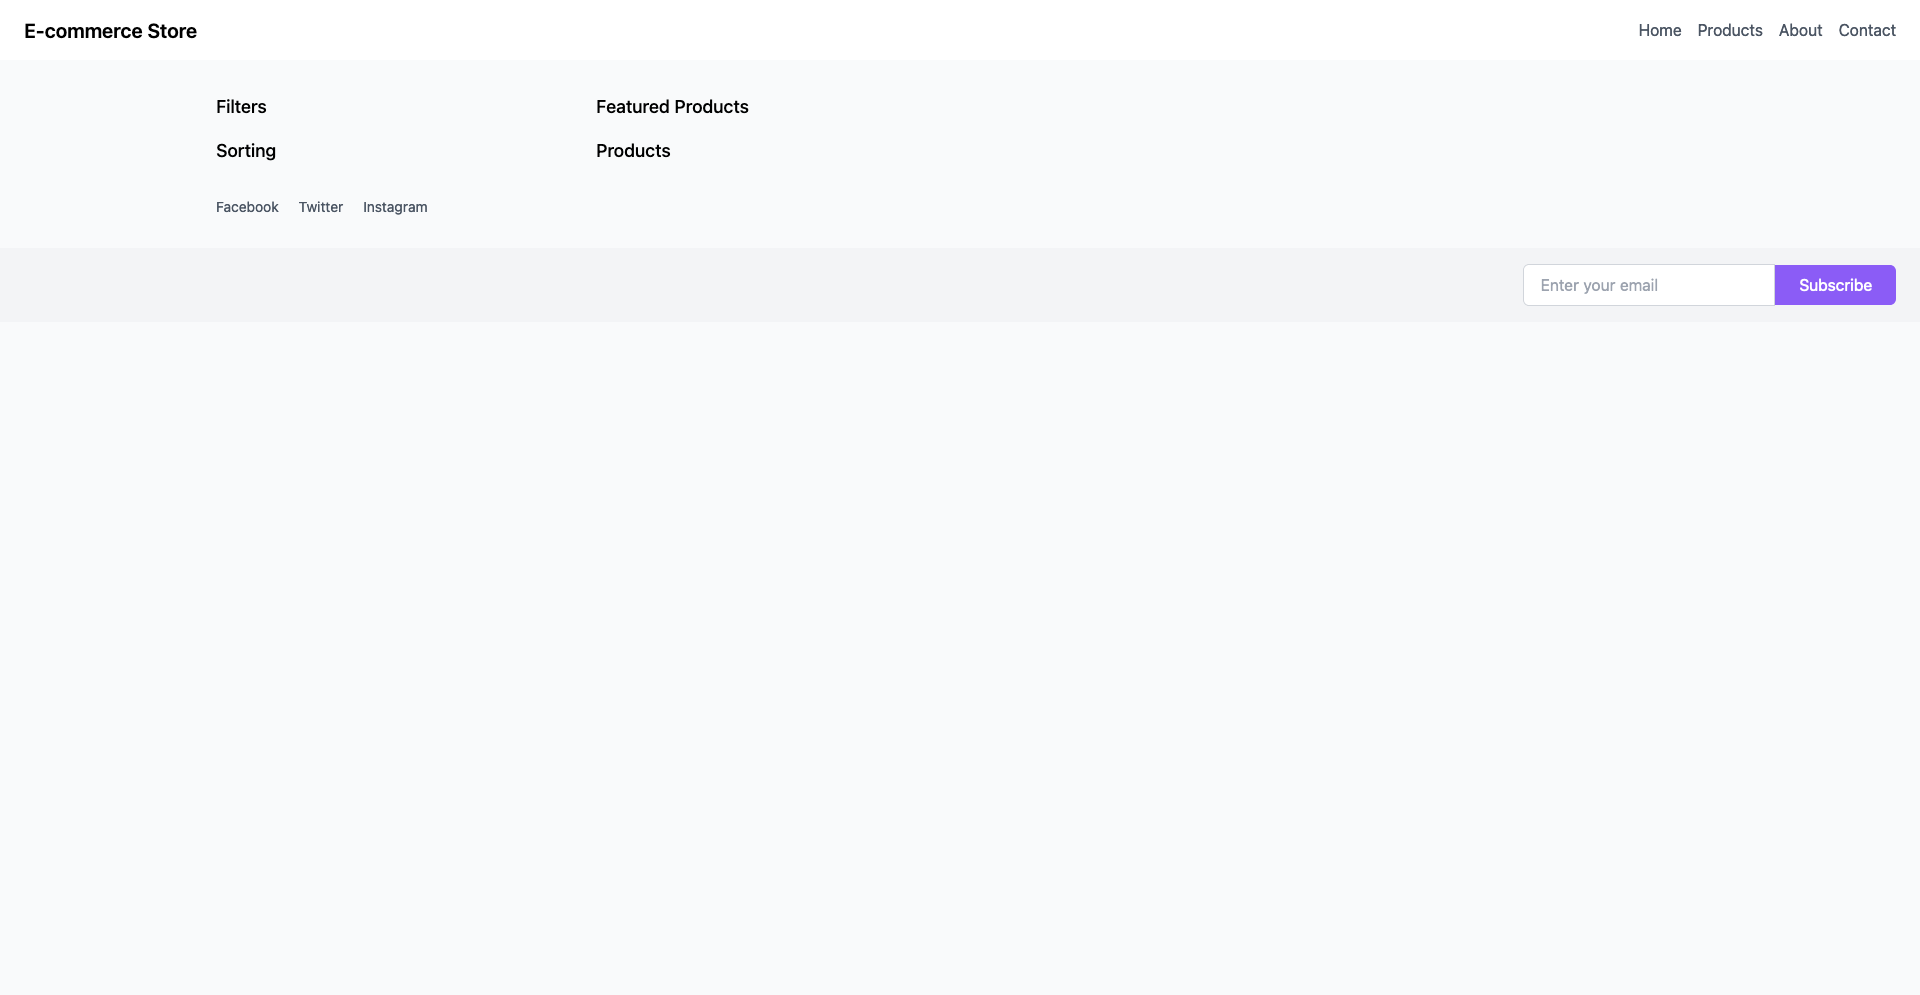 E-commerce Store
Home Products About Contact
Filters
Sorting
Featured Products
Products
Facebook Twitter Instagram
Enter your email Subscribe